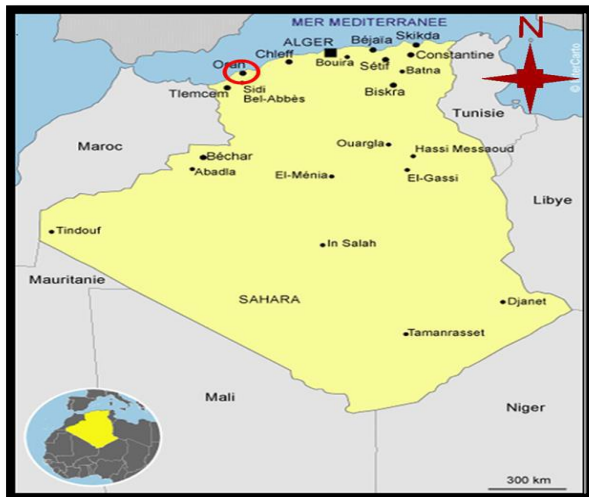 MER MEDITERRANEE
N
Skikda
Béjaïa
ALGER
Chleff
Constantine
Oran
Bouira
Sétif
Batna
Tlemcem
Sidi
Bel-Abbès
Biskra
Tunisie
Maroc
Ouargla
Hassi Messaoud
Béchar
Abadla
El-Ménia
El-Gassi
Libye
Tindouf
In Salah
Mauritanie
SAHARA
Djanet
Tamanrasset
Mali
Niger
300 km